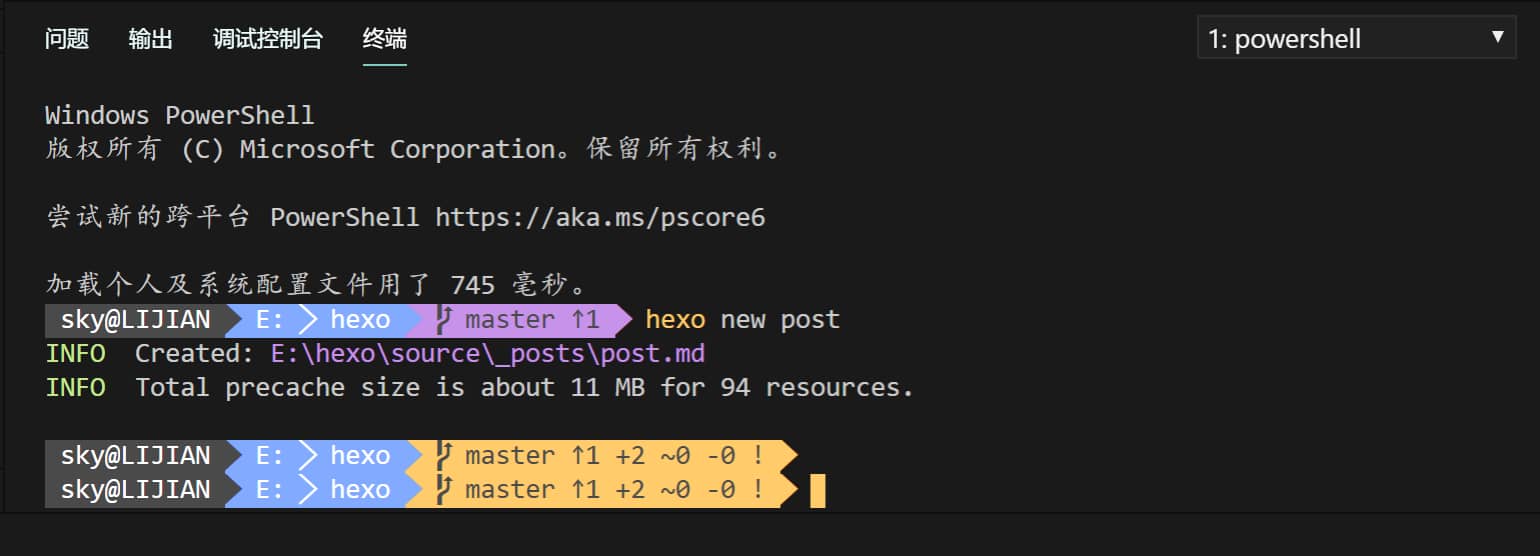 问题 输出 调试控制台 终端 1: powershell
Windows PowerShell
版权所有 (C) Microsoft Corporation。保留所有权利。
尝试新的跨平台 PowerShell https://aka.ms/pscore6
加载个人及系统配置文件用了 745 毫秒。
sky@LIJIAN E: hexo master ↑1 hexo new post
INFO Created: E:\hexo\source\_posts\post.md
INFO Total precache size is about 11 MB for 94 resources.
sky@LIJIAN E: hexo master ↑1 +2 ~0 -0 !
sky@LIJIAN E: hexo master ↑1 +2 ~0 -0 !